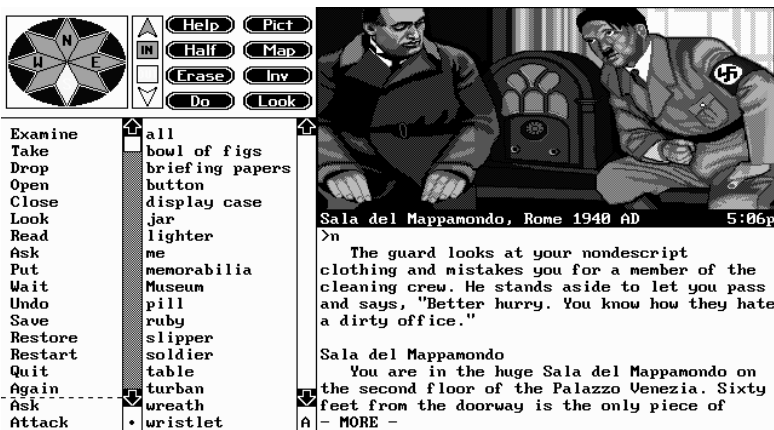 N
W
E
IN
Help
Pict
Half
Map
Erase
Inv
Do
Look
Examine
Take
Drop
Open
Close
Look
Read
Ask
Put
Wait
Undo
Save
Restore
Restart
Quit
Again
Ask
Attack
all
bowl of figs
briefing papers
button
display case
jar
lighter
me
memorabilia
Museum
pill
ruby
slipper
soldier
table
turban
wreath
wristlet
A
Sala del Mappamondo, Rome 1940 AD 5:06p
>n
The guard looks at your nondescript
clothing and mistakes you for a member of the
cleaning crew. He stands aside to let you pass
and says, "Better hurry. You know how they hate
a dirty office."
Sala del Mappamondo
You are in the huge Sala del Mappamondo on
the second floor of the Palazzo Venezia. Sixty
feet from the doorway is the only piece of
- MORE -